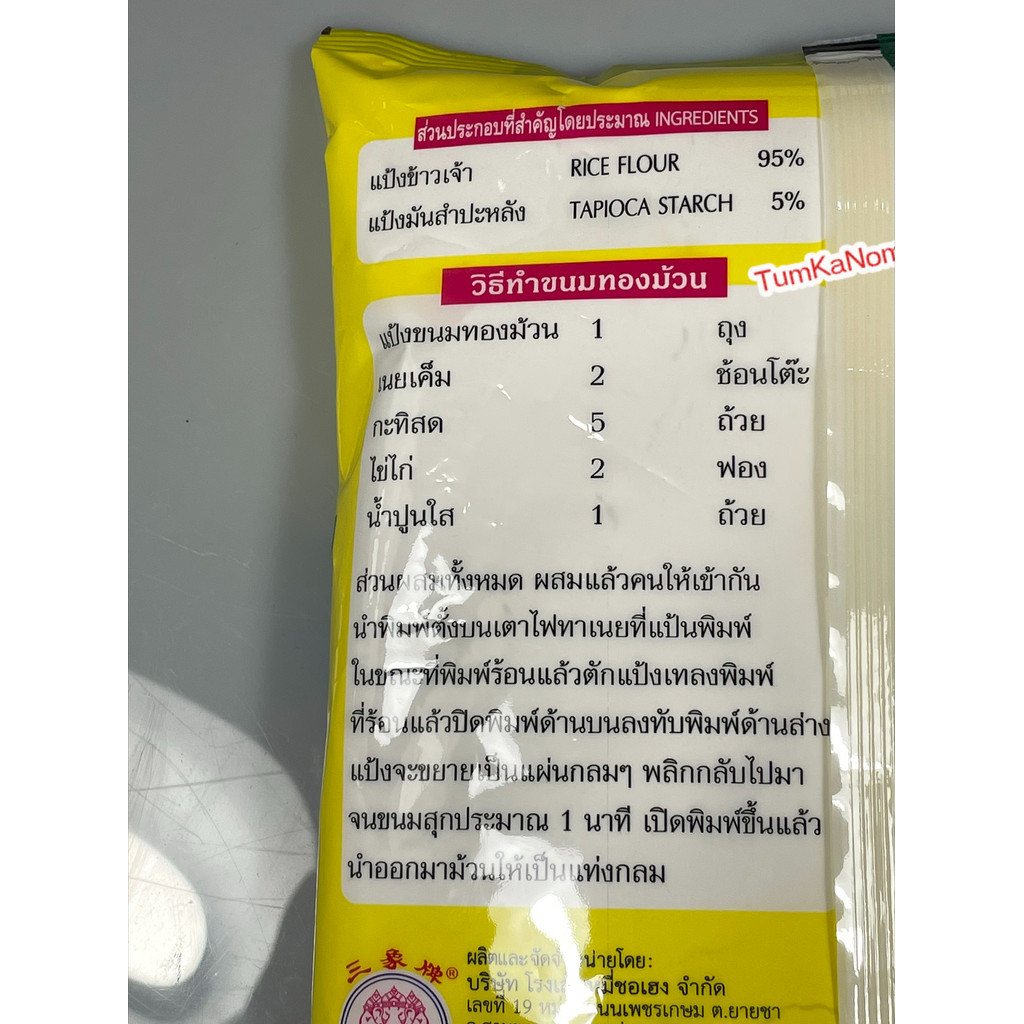 ส่วนประกอบที่สำคัญโดยประมาณ INGREDIENTS
แป้งข้าวเจ้า RICE FLOUR 95%
แป้งมันสำปะหลัง TAPIOCA STARCH 5%
TumKaNom
วิธีทำขนมทองม้วน
แป้งขนมทองม้วน 1 ถุง
เนยเค็ม 2 ช้อนโต๊ะ
กะทิสด 5 ถ้วย
ไข่ไก่ 2 ฟอง
น้ำปูนใส 1 ถ้วย
ส่วนผสมทั้งหมด ผสมแล้วคนให้เข้ากัน
นำพิมพ์ตั้งบนเตาไฟทาเนยที่แป้นพิมพ์
ในขณะที่พิมพ์ร้อนแล้วตักแป้งเทลงพิมพ์
ที่ร้อนแล้วปิดพิมพ์ด้านบนลงทับพิมพ์ด้านล่าง
แป้งจะขยายเป็นแผ่นกลมๆ พลิกกลับไปมา
จนขนมสุกประมาณ 1 นาที เปิดพิมพ์ขึ้นแล้ว
นำออกมาม้วนให้เป็นแท่งกลม
三象牌®
ผลิตและจัดจำหน่ายโดย:
บริษัท จำกัด
เลขที่ 19 ถนนเพชรเกษม ต.ยายชา